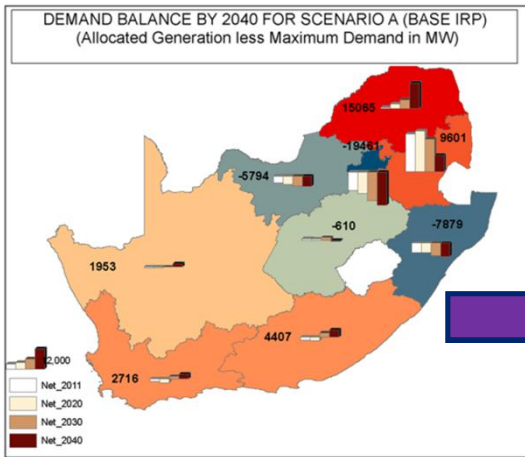 DEMAND BALANCE BY 2040 FOR SCENARIO A (BASE IRP)
(Allocated Generation less Maximum Demand in MW)
15065
-19461
9601
-5794
-610
-7879
1953
4407
2716
12,000
Net_2011
Net_2020
Net_2030
Net_2040